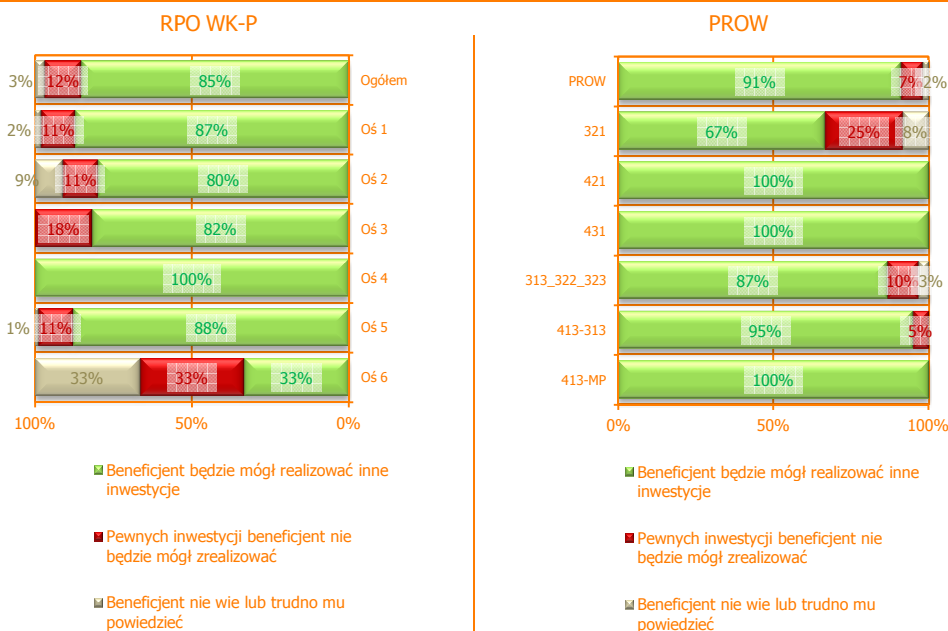 RPO WK-P
3% 12% 85% Ogółem
2% 11% 87% Oś 1
9% 11% 80% Oś 2
18% 82% Oś 3
100% Oś 4
1% 11% 88% Oś 5
33% 33% 33% Oś 6
100% 50% 0%
Beneficjent będzie mógł realizować inne
inwestycje
Pewnych inwestycji beneficjent nie
będzie mógł zrealizować
Beneficjent nie wie lub trudno mu
powiedzieć
PROW
PROW 91% 7% 2%
321 67% 25% 8%
421 100%
431 100%
313_322_323 87% 10% 3%
413-313 95% 5%
413-MP 100%
0% 50% 100%
Beneficjent będzie mógł realizować inne
inwestycje
Pewnych inwestycji beneficjent nie
będzie mógł zrealizować
Beneficjent nie wie lub trudno mu
powiedzieć